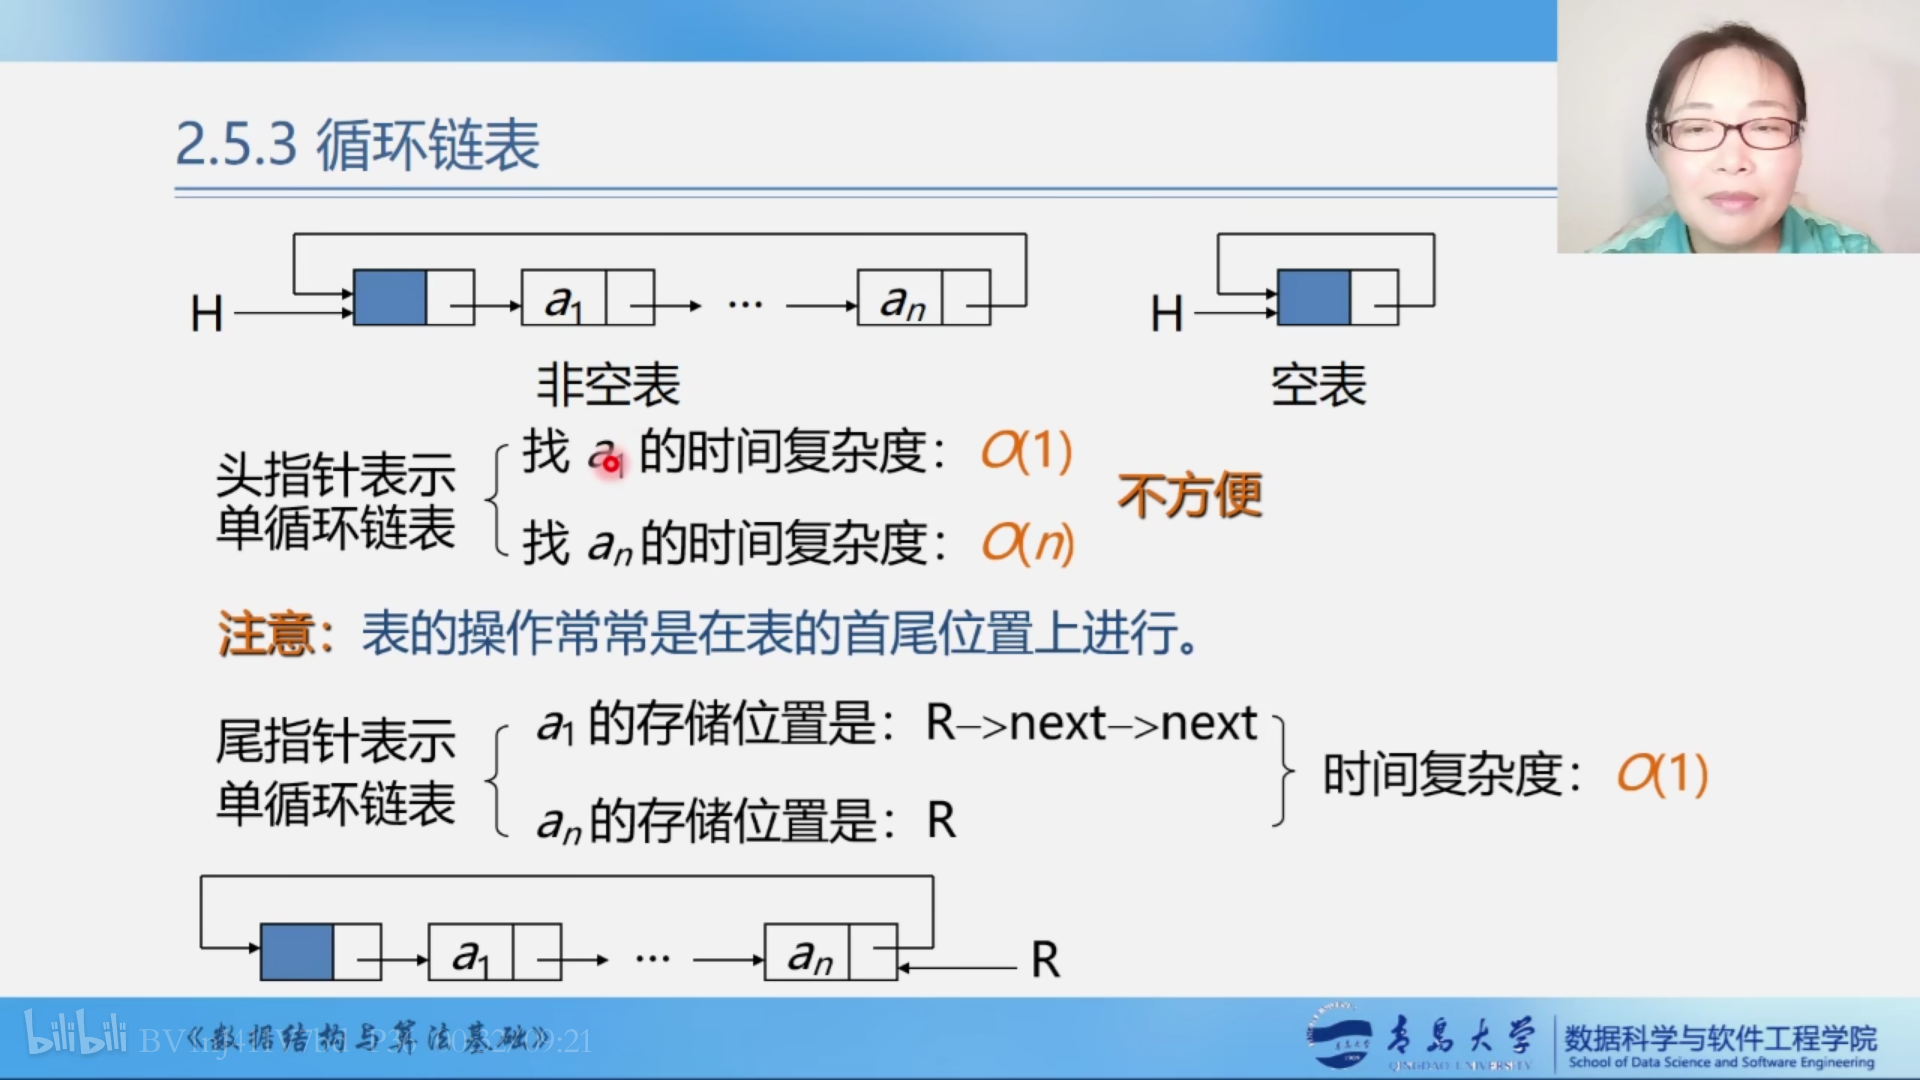 2.5.3 循环链表
H a1 ··· an
H
非空表
空表
头指针表示
单循环链表
找 a1 的时间复杂度： O(1)
找 an 的时间复杂度： O(n)
不方便
注意：表的操作常常是在表的首尾位置上进行。
尾指针表示
单循环链表
a1 的存储位置是：R–>next–>next
an 的存储位置是：R
时间复杂度：O(1)
a1 ··· an R
bilibili
《数据结构与算法基础》
青岛大学
QINGDAO UNIVERSITY
数据科学与软件工程学院
School of Data Science and Software Engineering